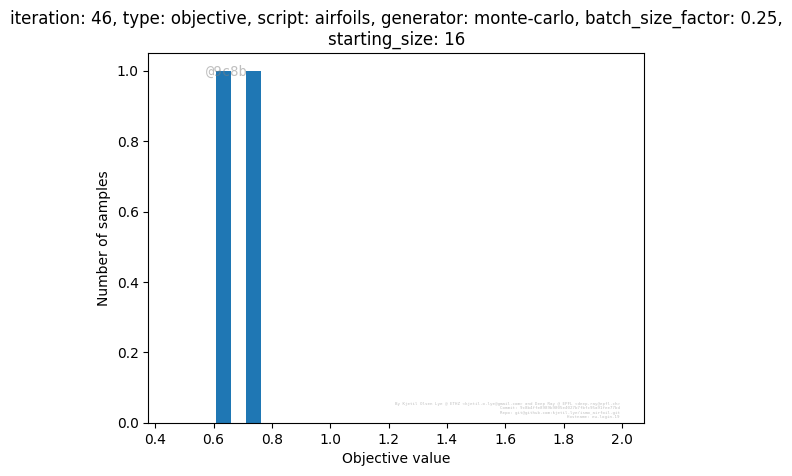 iteration: 46, type: objective, script: airfoils, generator: monte-carlo, batch_size_factor: 0.25,
starting_size: 16
1.0
0.8
0.6
0.4
0.2
0.0
Number of samples
0.4 0.6 0.8 1.0 1.2 1.4 1.6 1.8 2.0
Objective value